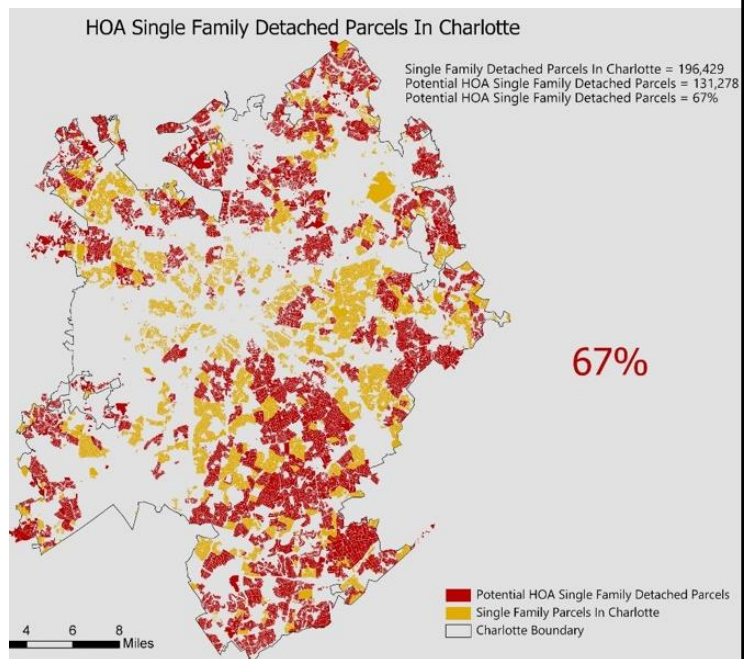 HOA Single Family Detached Parcels In Charlotte
Single Family Detached Parcels In Charlotte = 196,429
Potential HOA Single Family Detached Parcels = 131,278
Potential HOA Single Family Detached Parcels = 67%
67%
Potential HOA Single Family Detached Parcels
Single Family Parcels In Charlotte
Charlotte Boundary
4 6 8
Miles